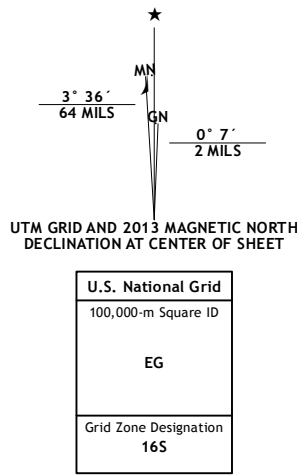 ★
MN
3° 36´
64 MILS
GN
0° 7´
2 MILS
UTM GRID AND 2013 MAGNETIC NORTH
DECLINATION AT CENTER OF SHEET
U.S. National Grid
100,000-m Square ID
EG
Grid Zone Designation
16S